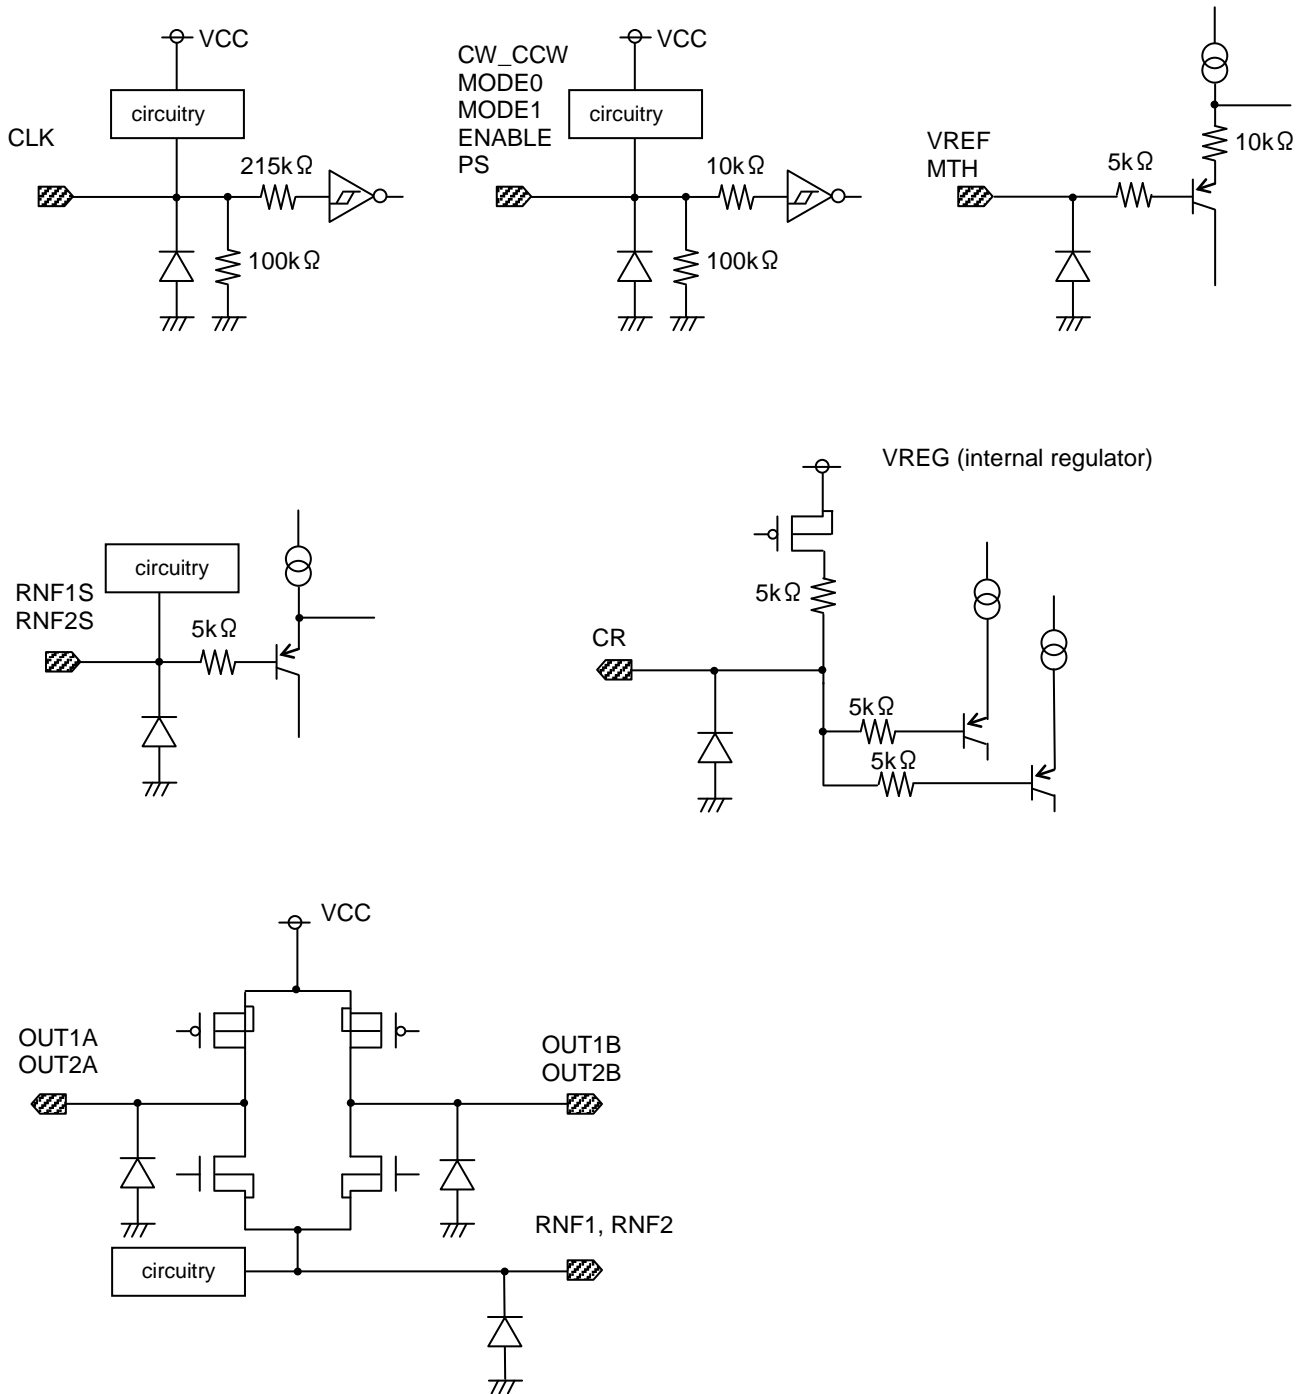 VCC
circuitry
CLK
215kΩ
100kΩ
VCC
CW_CCW
MODE0
MODE1
ENABLE
PS
circuitry
10kΩ
100kΩ
VREF
MTH
5kΩ
10kΩ
circuitry
RNF1S
RNF2S
5kΩ
VREG (internal regulator)
5kΩ
CR
5kΩ
5kΩ
VCC
OUT1A
OUT2A
OUT1B
OUT2B
RNF1, RNF2
circuitry